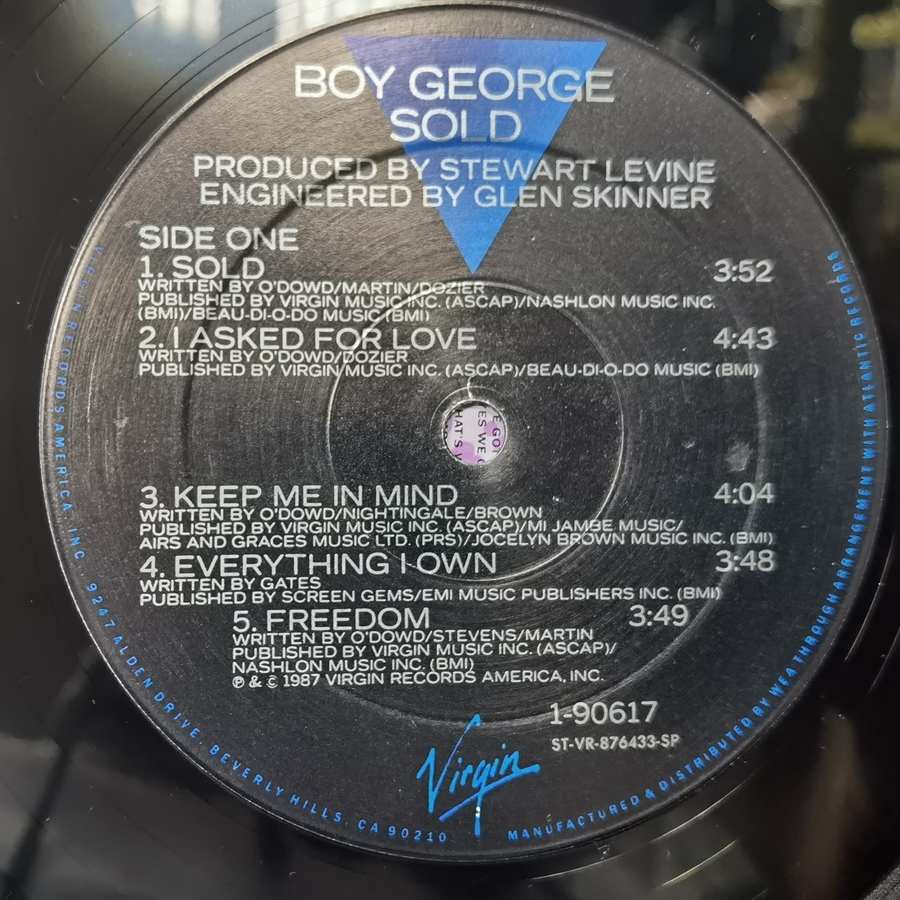 BOY GEORGE
SOLD
PRODUCED BY STEWART LEVINE
ENGINEERED BY GLEN SKINNER
SIDE ONE
1. SOLD 3:52
WRITTEN BY O'DOWD/MARTIN/DOZIER
PUBLISHED BY VIRGIN MUSIC INC. (ASCAP)/NASHLON MUSIC INC.
(BMI)/BEAU-DI-O-DO MUSIC (BMI)
2. I ASKED FOR LOVE 4:43
WRITTEN BY O'DOWD/DOZIER
PUBLISHED BY VIRGIN MUSIC INC. (ASCAP)/BEAU-DI-O-DO MUSIC (BMI)
3. KEEP ME IN MIND 4:04
WRITTEN BY O'DOWD/NIGHTINGALE/BROWN
PUBLISHED BY VIRGIN MUSIC INC. (ASCAP)/MI JAMBE MUSIC/
AIRS AND GRACES MUSIC LTD. (PRS)/JOCELYN BROWN MUSIC INC. (BMI)
4. EVERYTHING I OWN 3:48
WRITTEN BY GATES
PUBLISHED BY SCREEN GEMS/EMI MUSIC PUBLISHERS INC. (BMI)
5. FREEDOM 3:49
WRITTEN BY O'DOWD/STEVENS/MARTIN
PUBLISHED BY VIRGIN MUSIC INC. (ASCAP)/
NASHLON MUSIC INC. (BMI)
℗ & © 1987 VIRGIN RECORDS AMERICA, INC.
1-90617
ST-VR-876433-SP
Virgin
VIRGIN RECORDS AMERICA, INC. 9247 ALDEN DRIVE, BEVERLY HILLS, CA 90210
MANUFACTURED & DISTRIBUTED BY WEA THROUGH ARRANGEMENT WITH ATLANTIC RECORDS